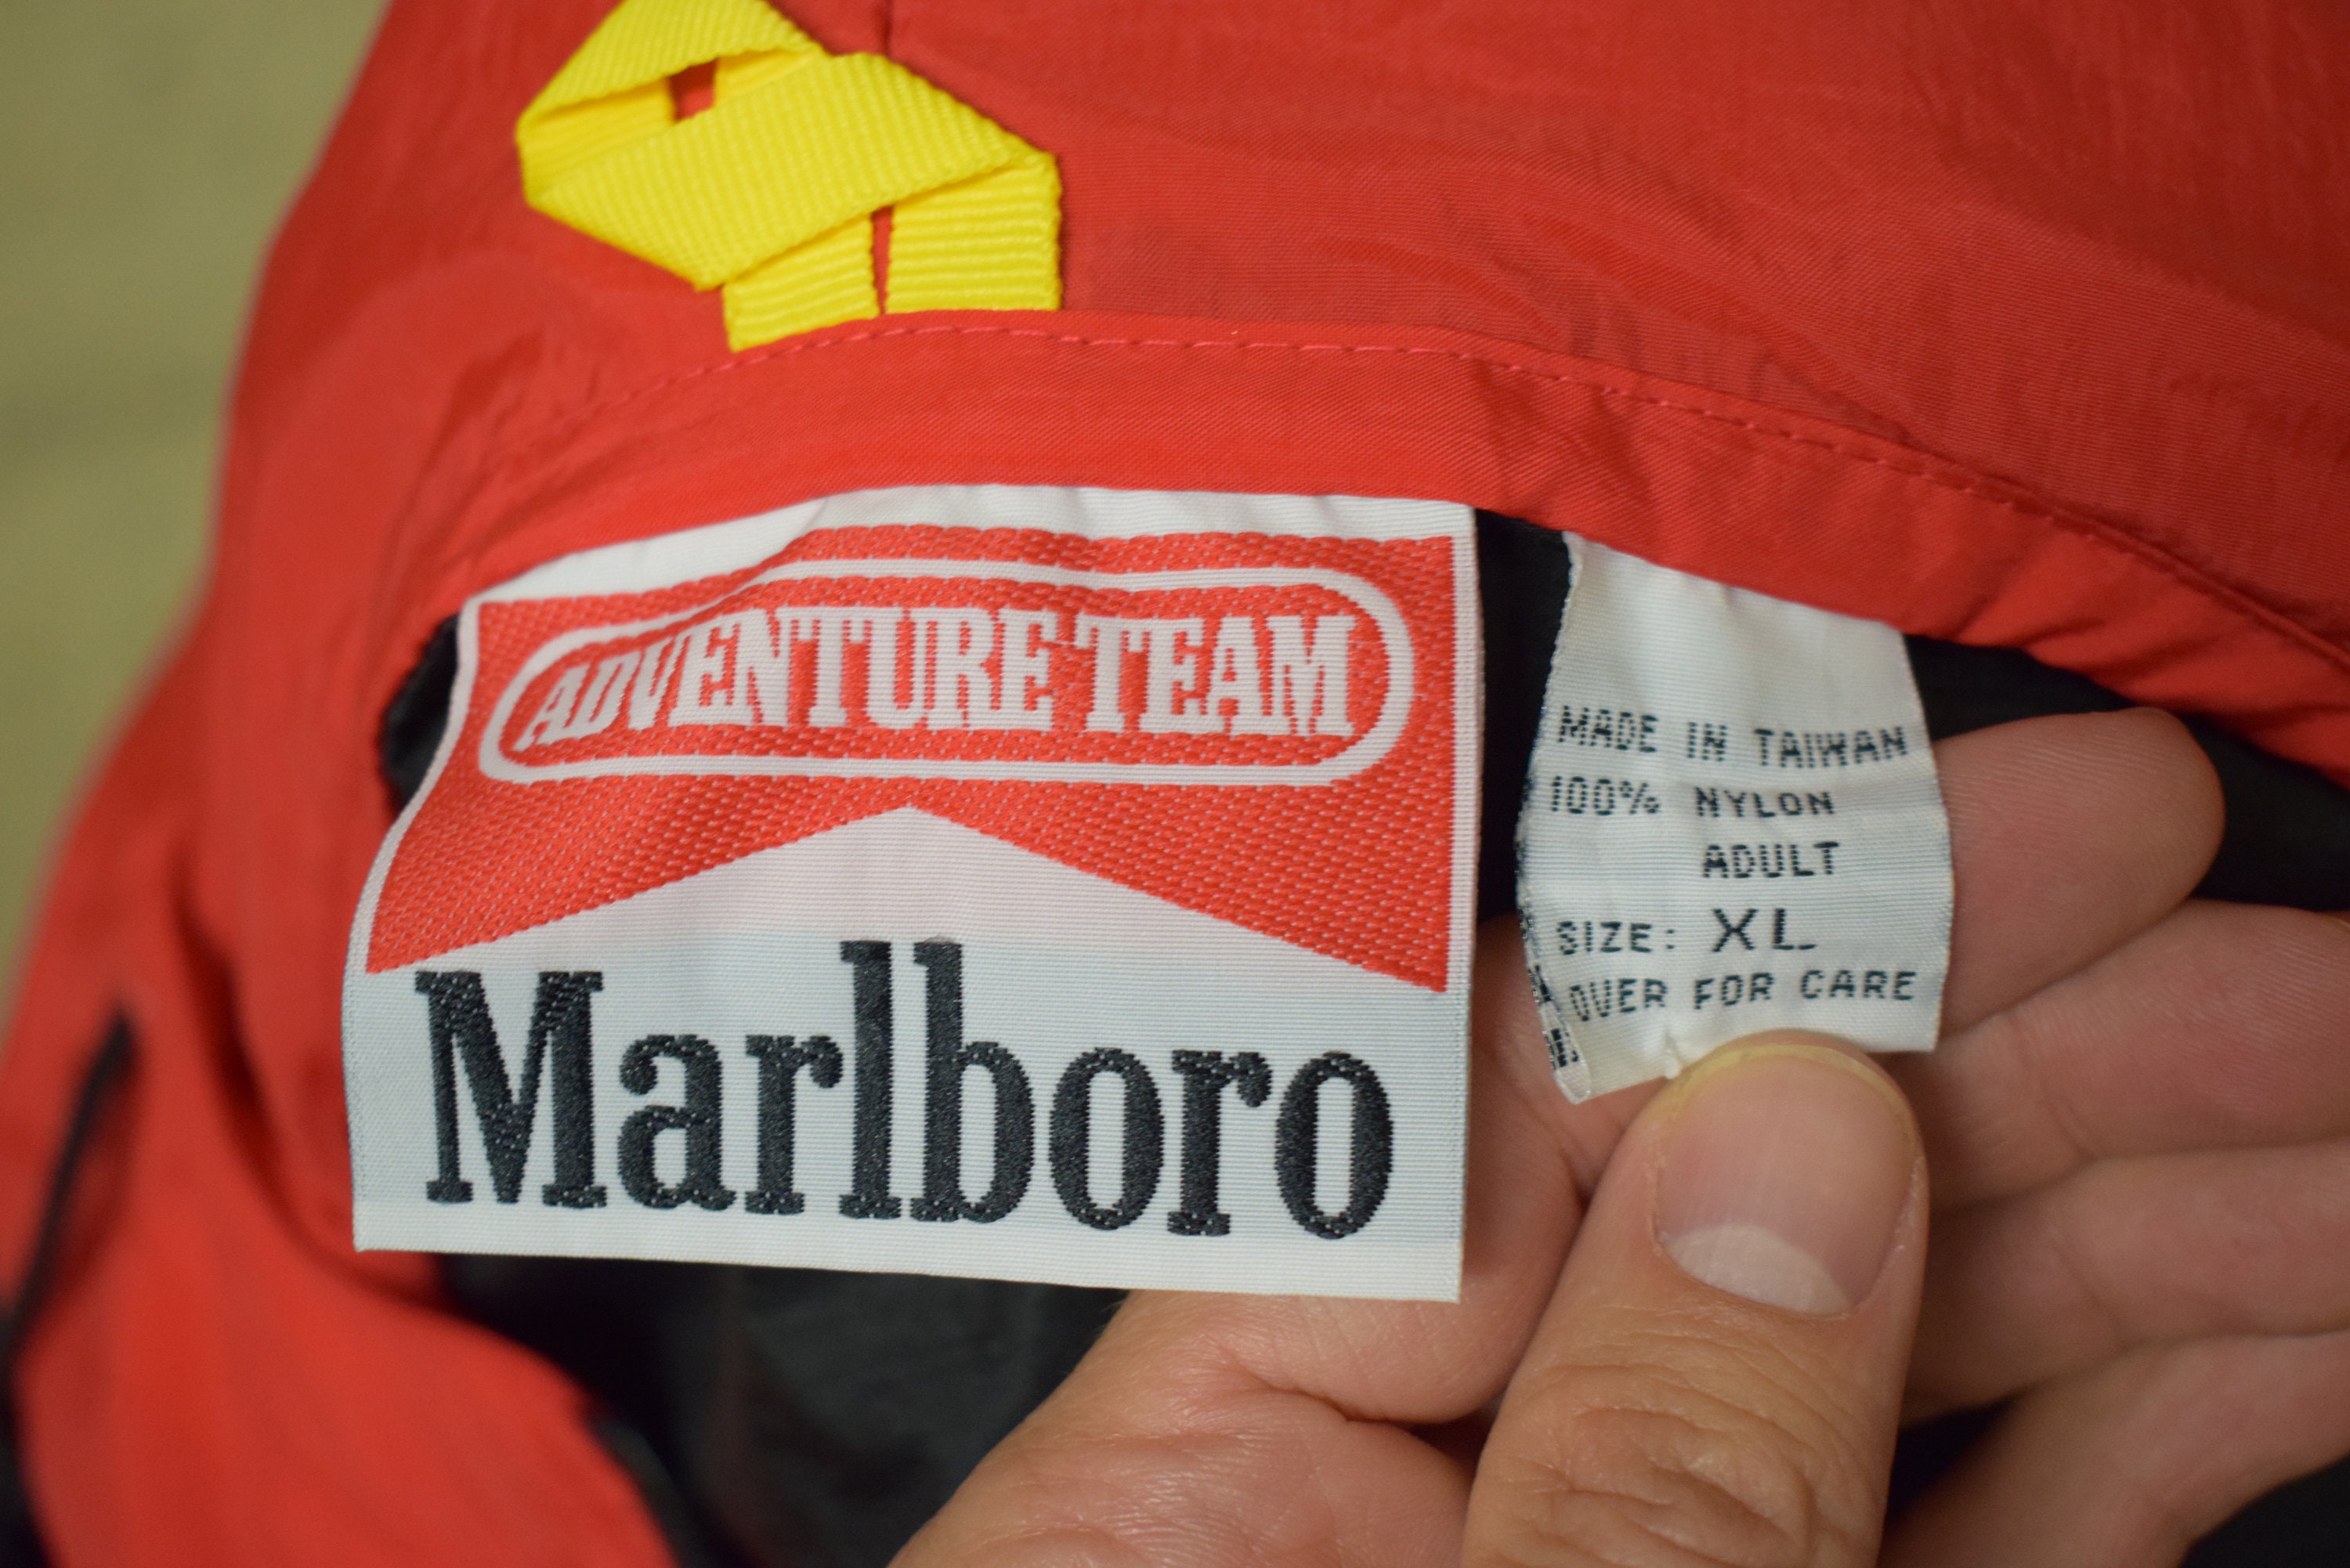 ADVENTURE TEAM
Marlboro
MADE IN TAIWAN
100% NYLON
ADULT
SIZE: XL
OVER FOR CARE